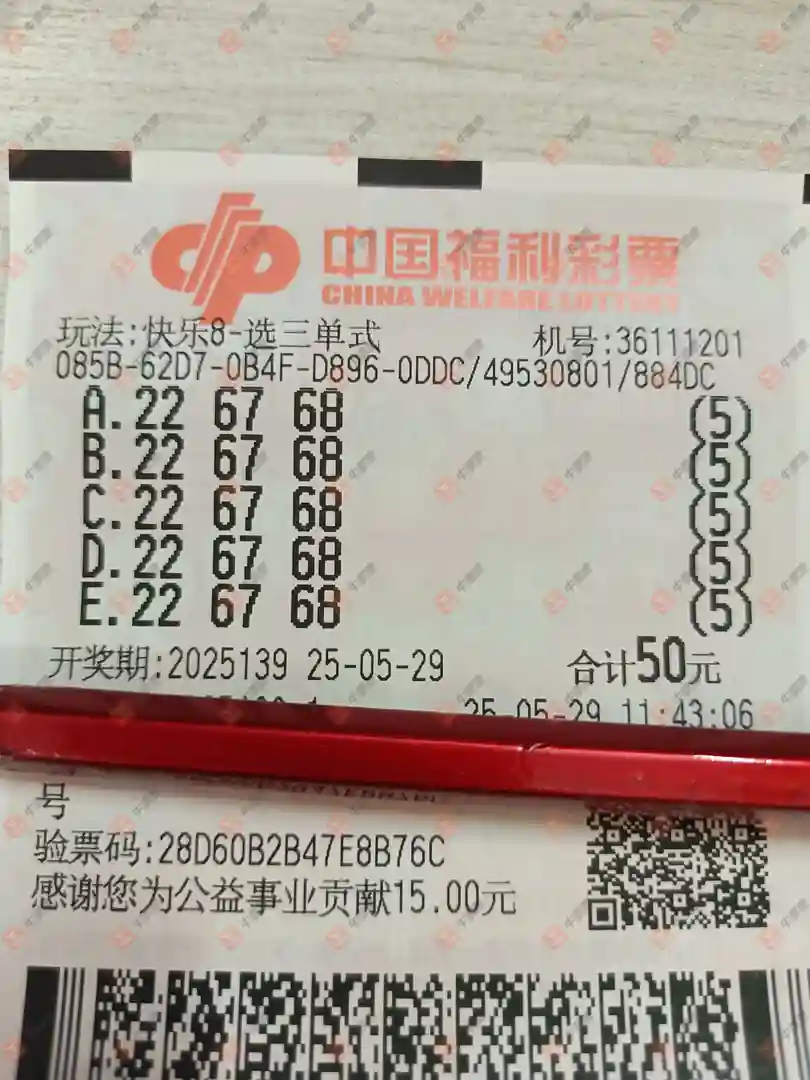 中国福利彩票
CHINA WELFARE LOTTERY
玩法:快乐8-选三单式 机号:36111201
085B-62D7-0B4F-D896-0DDC/49530801/884DC
A.22 67 68 (5)
B.22 67 68 (5)
C.22 67 68 (5)
D.22 67 68 (5)
E.22 67 68 (5)
开奖期:2025139 25-05-29 合计50元
25-05-29 11:43:06
号
验票码:28D60B2B47E8B76C
感谢您为公益事业贡献15.00元